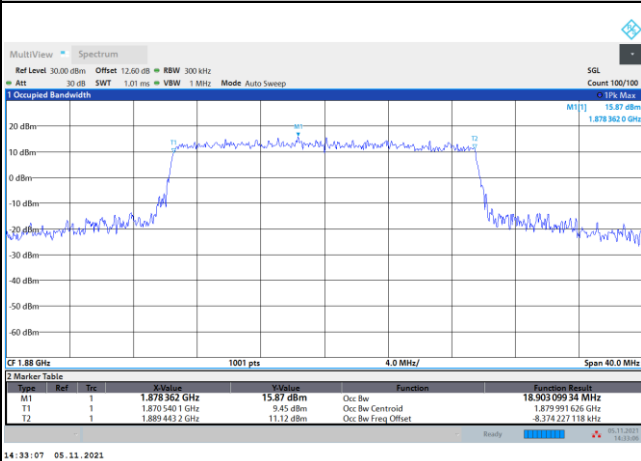 MultiView Spectrum
Ref Level 30.00 dBm Offset 12.60 dB RBW 300 kHz SGL
Att 30 dB SWT 1.01 ms VBW 1 MHz Mode Auto Sweep Count 100/100
1 Occupied Bandwidth 1Pk Max
M1[1] 15.87 dBm
1.878 362 0 GHz
20 dBm
M1
T1
T2
10 dBm
0 dBm
-10 dBm
-20 dBm
-30 dBm
-40 dBm
-50 dBm
-60 dBm
CF 1.88 GHz 1001 pts 4.0 MHz/ Span 40.0 MHz
2 Marker Table
Type Ref Trc X-Value Y-Value Function Function Result
M1 1 1.878 362 GHz 15.87 dBm Occ Bw 18.903 099 34 MHz
T1 1 1.870 540 1 GHz 9.45 dBm Occ Bw Centroid 1.879 991 626 GHz
T2 1 1.889 443 2 GHz 11.12 dBm Occ Bw Freq Offset -8.374 227 118 kHz
Ready 05.11.2021
14:33:06
14:33:07 05.11.2021